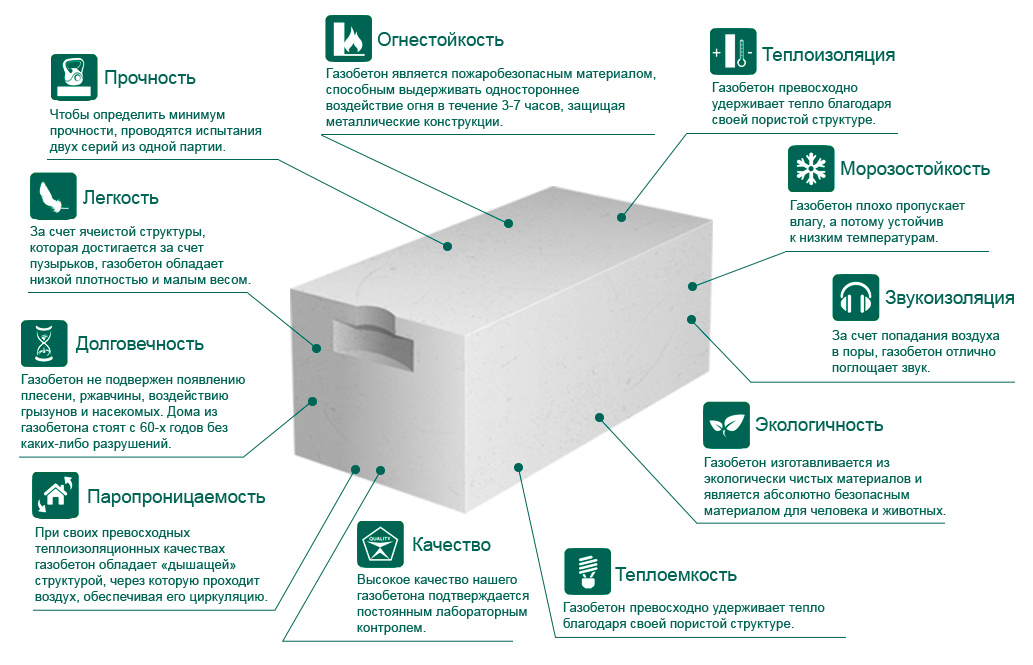 Огнестойкость
Газобетон является пожаробезопасным материалом,
способным выдерживать одностороннее
воздействие огня в течение 3-7 часов, защищая
металлические конструкции.
Теплоизоляция
Газобетон превосходно
удерживает тепло благодаря
своей пористой структуре.
+ -
Прочность
Чтобы определить минимум
прочности, проводятся испытания
двух серий из одной партии.
Морозостойкость
Газобетон плохо пропускает
влагу, а потому устойчив
к низким температурам.
Легкость
За счет ячеистой структуры,
которая достигается за счет
пузырьков, газобетон обладает
низкой плотностью и малым весом.
Звукоизоляция
За счет попадания воздуха
в поры, газобетон отлично
поглощает звук.
Долговечность
Газобетон не подвержен появлению
плесени, ржавчины, воздействию
грызунов и насекомых. Дома из
газобетона стоят с 60-х годов без
каких-либо разрушений.
Экологичность
Газобетон изготавливается из
экологически чистых материалов и
является абсолютно безопасным
материалом для человека и животных.
Паропроницаемость
При своих превосходных
теплоизоляционных качествах
газобетон обладает «дышащей»
структурой, через которую проходит
воздух, обеспечивая его циркуляцию.
QUALITY
Качество
Высокое качество нашего
газобетона подтверждается
постоянным лабораторным
контролем.
Теплоемкость
Газобетон превосходно удерживает тепло
благодаря своей пористой структуре.